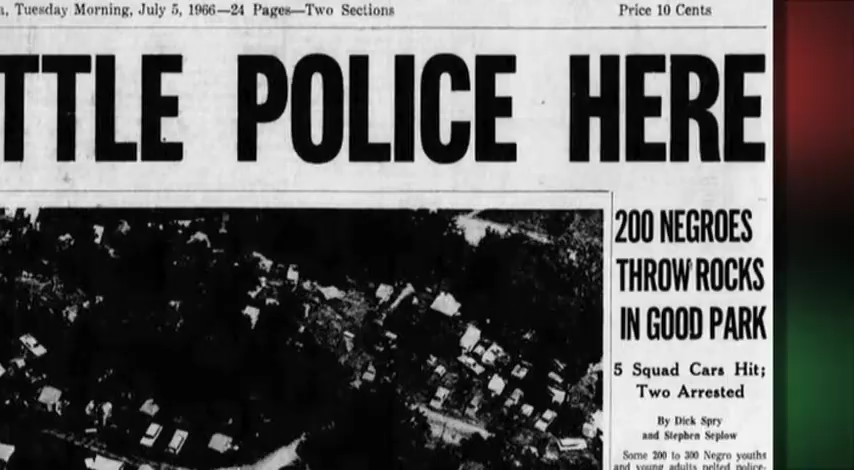 Tuesday Morning, July 5, 1966—24 Pages—Two Sections
Price 10 Cents
TTLE POLICE HERE
200 NEGROES
THROW ROCKS
IN GOOD PARK
5 Squad Cars Hit;
Two Arrested
By Dick Spry
and Stephen Seplow
Some 200 to 300 Negro youths
and young adults pelted police-